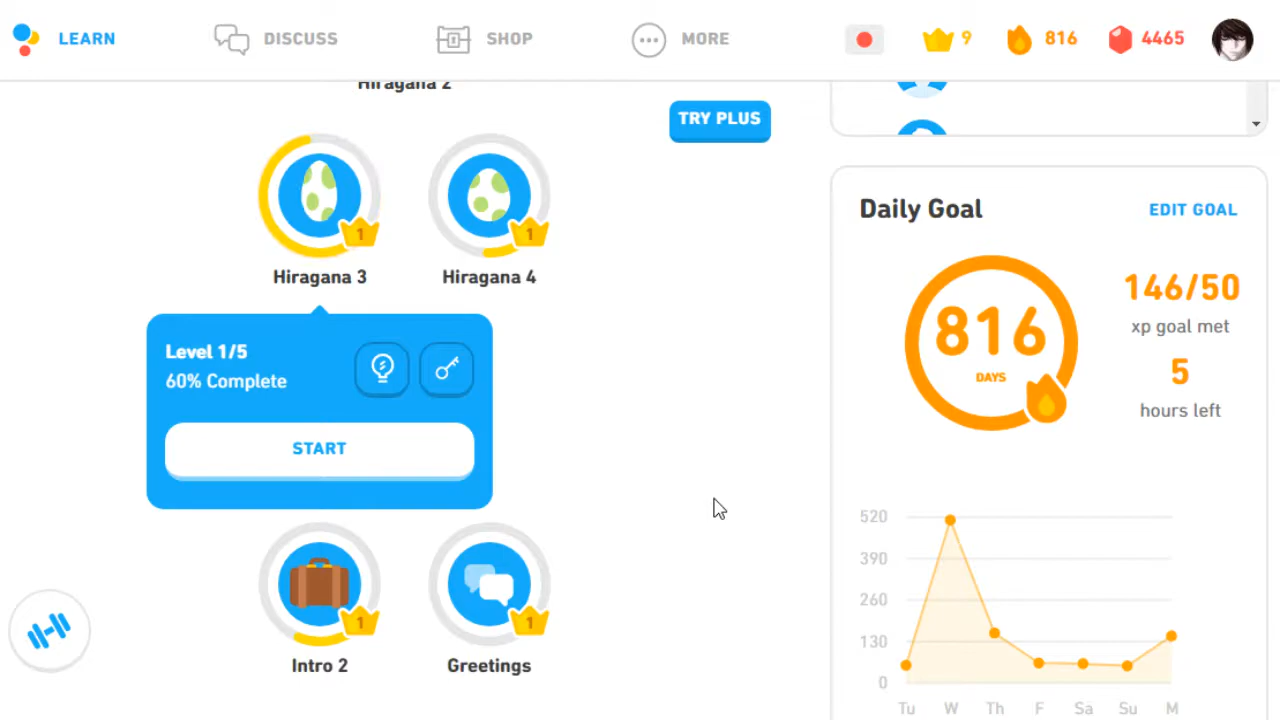 LEARN
DISCUSS
SHOP
MORE
9
816
4465
Hiragana 2
TRY PLUS
1
1
Hiragana 3
Hiragana 4
Level 1/5
60% Complete
START
1
1
Intro 2
Greetings
Daily Goal
EDIT GOAL
816
DAYS
146/50
xp goal met
5
hours left
520
390
260
130
0
Tu W Th F Sa Su M